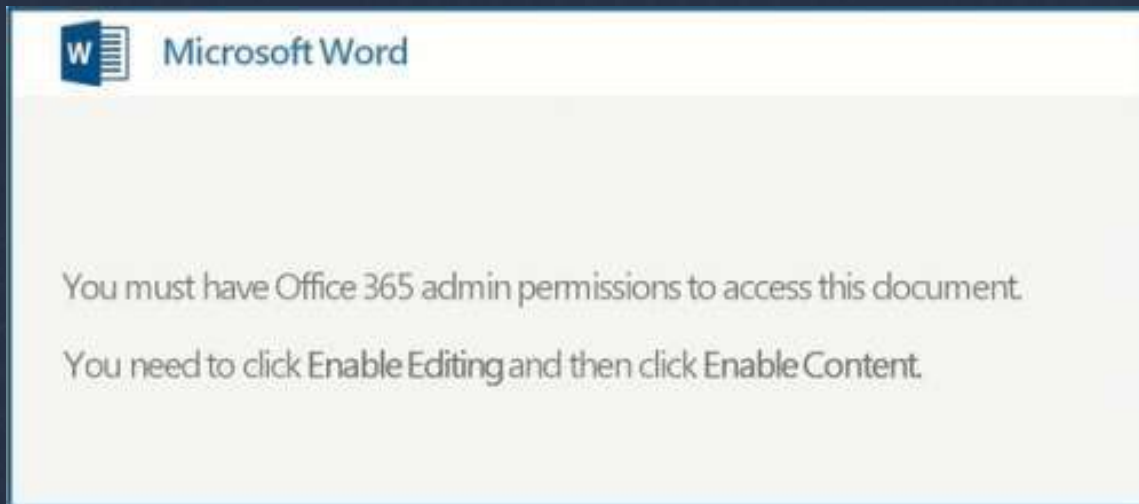 W Microsoft Word
You must have Office 365 admin permissions to access this document.
You need to click Enable Editing and then click Enable Content.